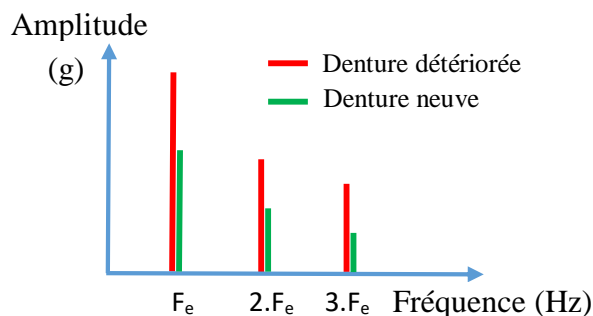 Amplitude
(g)
Denture détériorée
Denture neuve
Fₑ 2.Fₑ 3.Fₑ Fréquence (Hz)